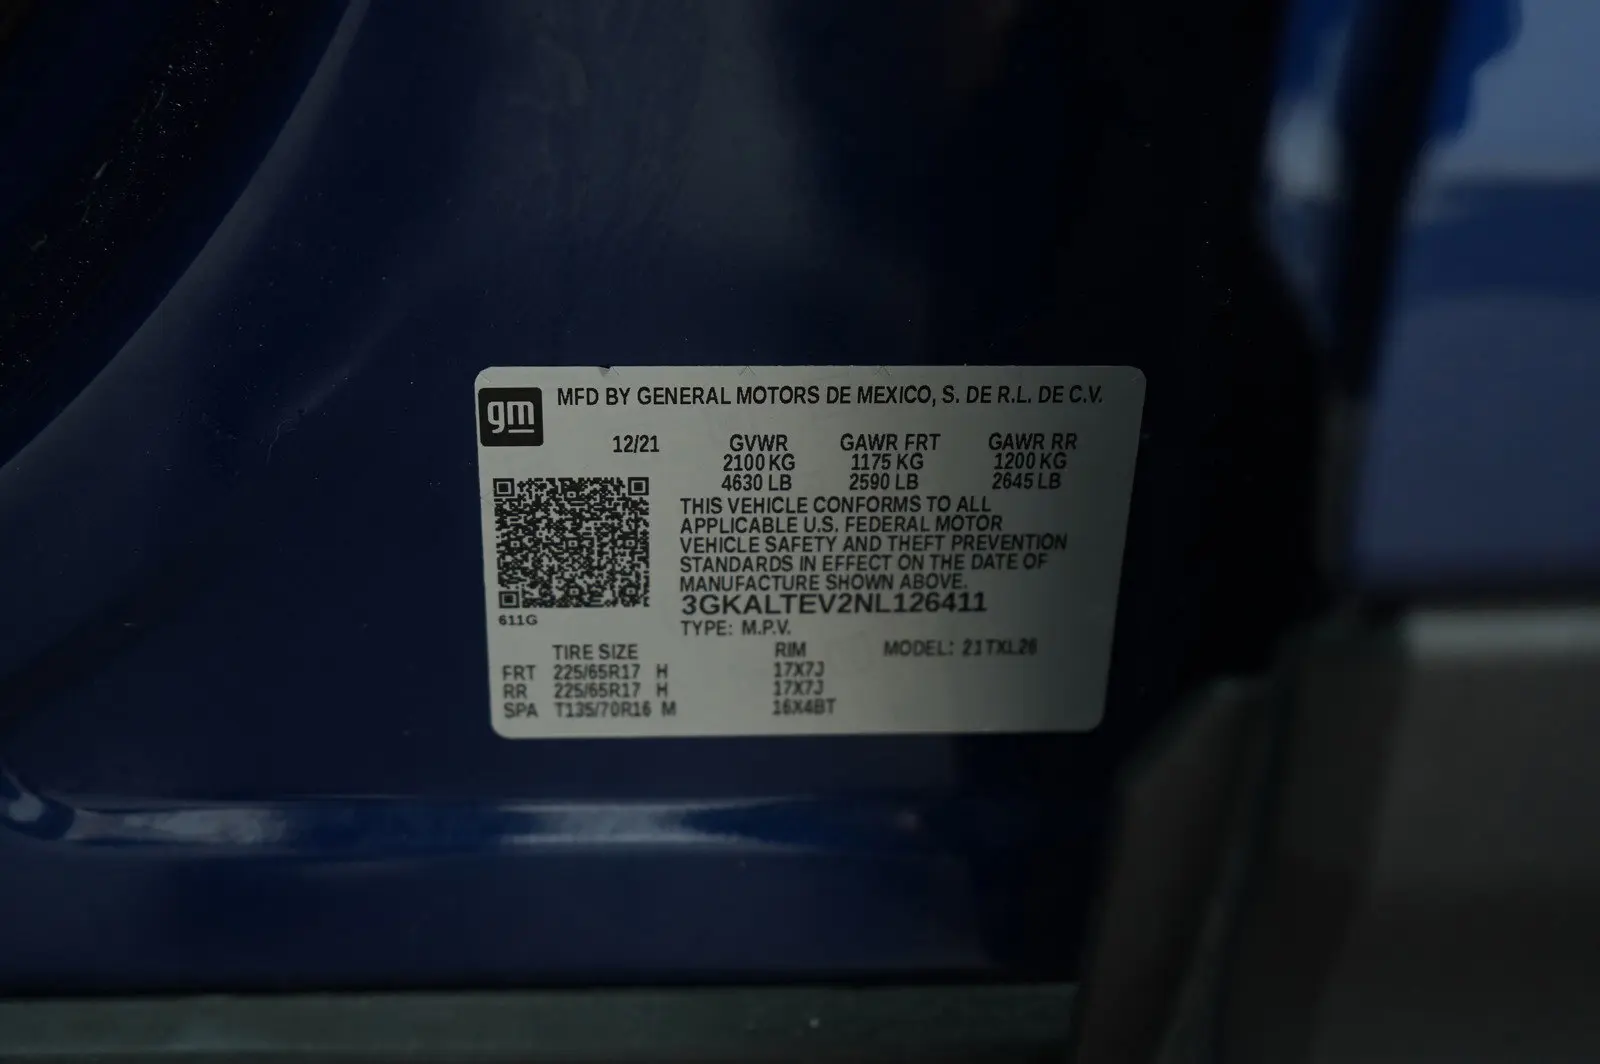 gm
MFD BY GENERAL MOTORS DE MEXICO, S. DE R.L. DE C.V.
12/21 GVWR GAWR FRT GAWR RR
2100 KG 1175 KG 1200 KG
4630 LB 2590 LB 2645 LB
THIS VEHICLE CONFORMS TO ALL
APPLICABLE U.S. FEDERAL MOTOR
VEHICLE SAFETY AND THEFT PREVENTION
STANDARDS IN EFFECT ON THE DATE OF
MANUFACTURE SHOWN ABOVE.
3GKALTEV2NL126411
611G
TYPE: M.P.V.
TIRE SIZE RIM MODEL: 21TXL26
FRT 225/65R17 H 17X7J
RR 225/65R17 H 17X7J
SPA T135/70R16 M 16X4BT